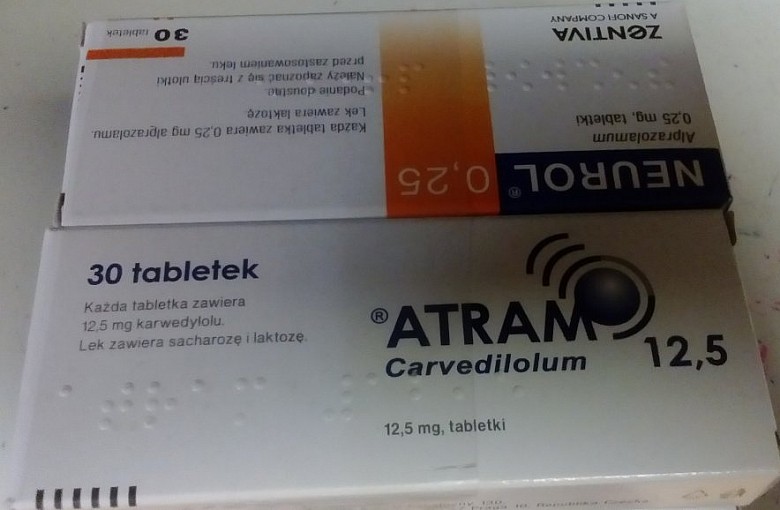 NEUROL® 0,25
Alprazolamum
0,25 mg, tabletki
Każda tabletka zawiera 0,25 mg alprazolamu.
Lek zawiera laktozę.
Podanie doustne.
Należy zapoznać się z treścią ulotki
przed zastosowaniem leku.
ZENTIVA
A SANOFI COMPANY
30 tabletek
30 tabletek
Każda tabletka zawiera
12,5 mg karwedylolu.
Lek zawiera sacharozę i laktozę.
®ATRAM 12,5
Carvedilolum
12,5 mg, tabletki